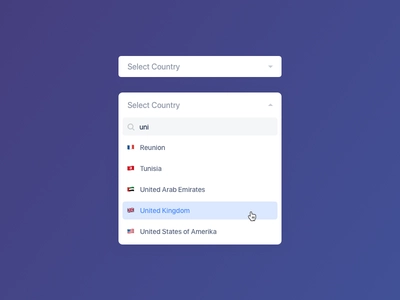 Select Country
Select Country
uni
Reunion
Tunisia
United Arab Emirates
United Kingdom
United States of Amerika